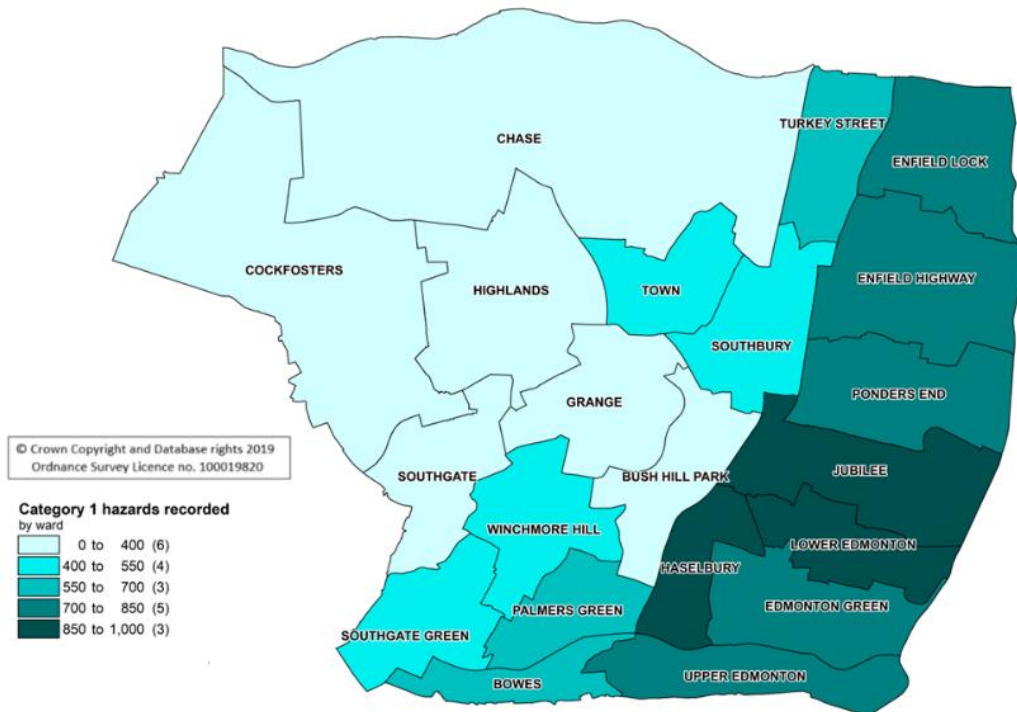 CHASE
TURKEY STREET
ENFIELD LOCK
COCKFOSTERS
HIGHLANDS
TOWN
ENFIELD HIGHWAY
SOUTHBURY
GRANGE
PONDERS END
© Crown Copyright and Database rights 2019
Ordnance Survey Licence no. 100019820
SOUTHGATE
BUSH HILL PARK
JUBILEE
Category 1 hazards recorded
by ward
0 to 400 (6)
400 to 550 (4)
550 to 700 (3)
700 to 850 (5)
850 to 1,000 (3)
WINCHMORE HILL
LOWER EDMONTON
HASELBURY
PALMERS GREEN
EDMONTON GREEN
SOUTHGATE GREEN
BOWES
UPPER EDMONTON